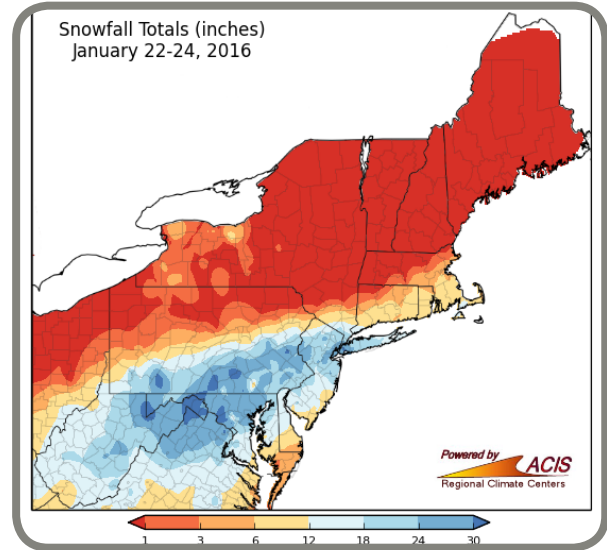 Snowfall Totals (inches)
January 22-24, 2016
Powered by
ACIS
Regional Climate Centers
1 3 6 12 18 24 30